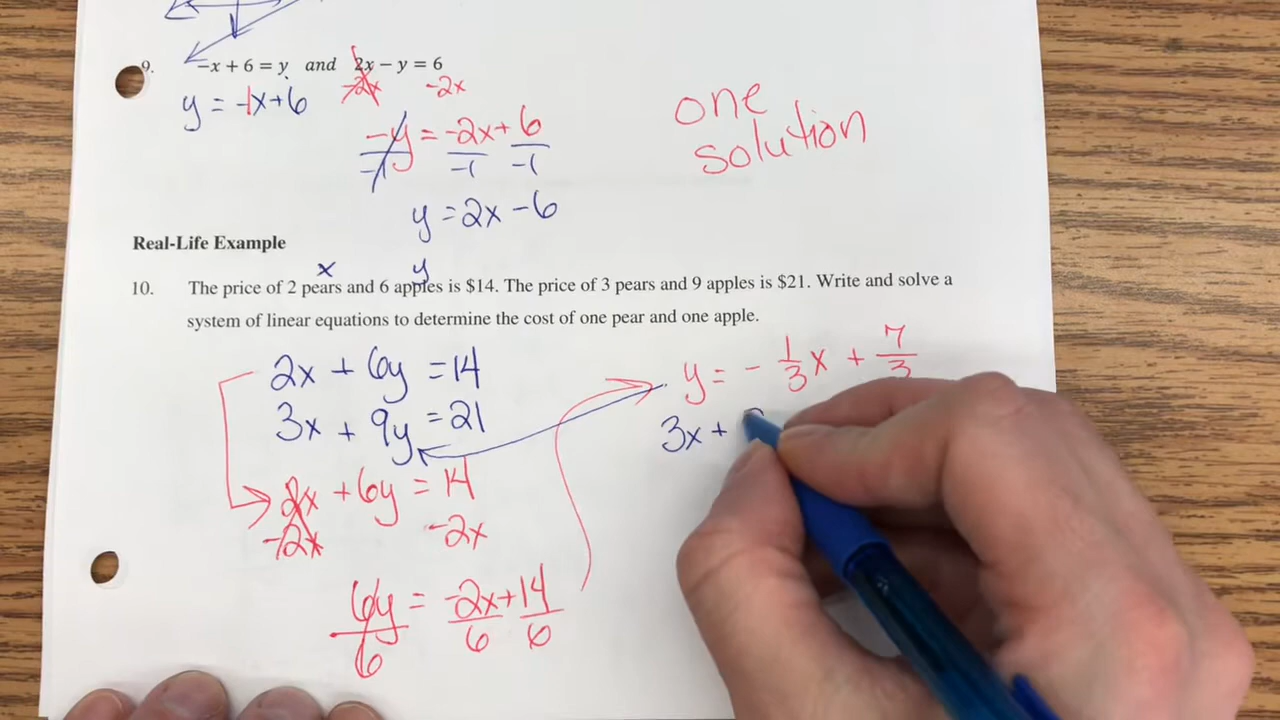 9. -x + 6 = y and 2x - y = 6
-2x -2x
y = -1x+6
-y = -2x+ 6
-1 -1 -1
y = 2x - 6
one
solution
Real-Life Example
x y
10. The price of 2 pears and 6 apples is $14. The price of 3 pears and 9 apples is $21. Write and solve a
system of linear equations to determine the cost of one pear and one apple.
2x + 6y = 14
3x + 9y = 21
2x + 6y = 14
-2x -2x
6y = -2x+14
6 6 6
y = - 1/3 x + 7/3
3x +